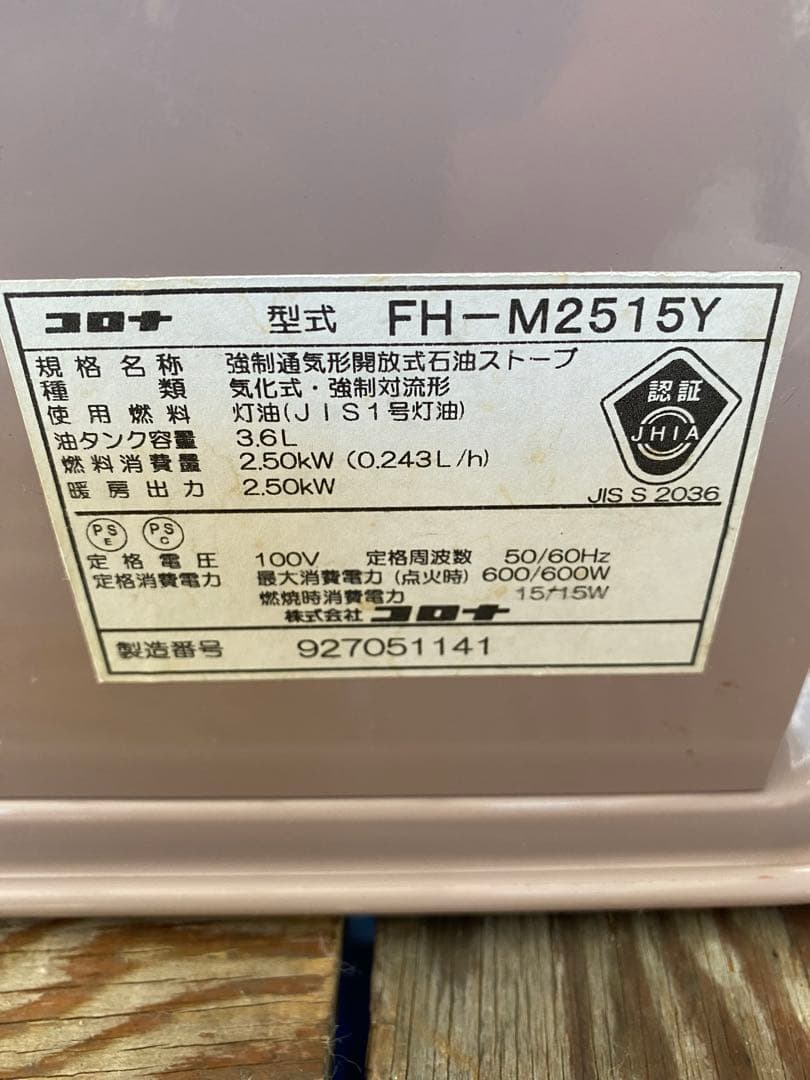 コロナ 型式 FH-M2515Y
規格名称 強制通気形開放式石油ストーブ
種類 気化式・強制対流形
使用燃料 灯油(JIS1号灯油)
油タンク容量 3.6L
燃料消費量 2.50kW (0.243L/h)
暖房出力 2.50kW
認証
JHIA
JIS S 2036
PS E PS C
定格電圧 100V 定格周波数 50/60Hz
定格消費電力 最大消費電力(点火時) 600/600W
燃焼時消費電力 15/15W
株式会社 コロナ
製造番号 927051141